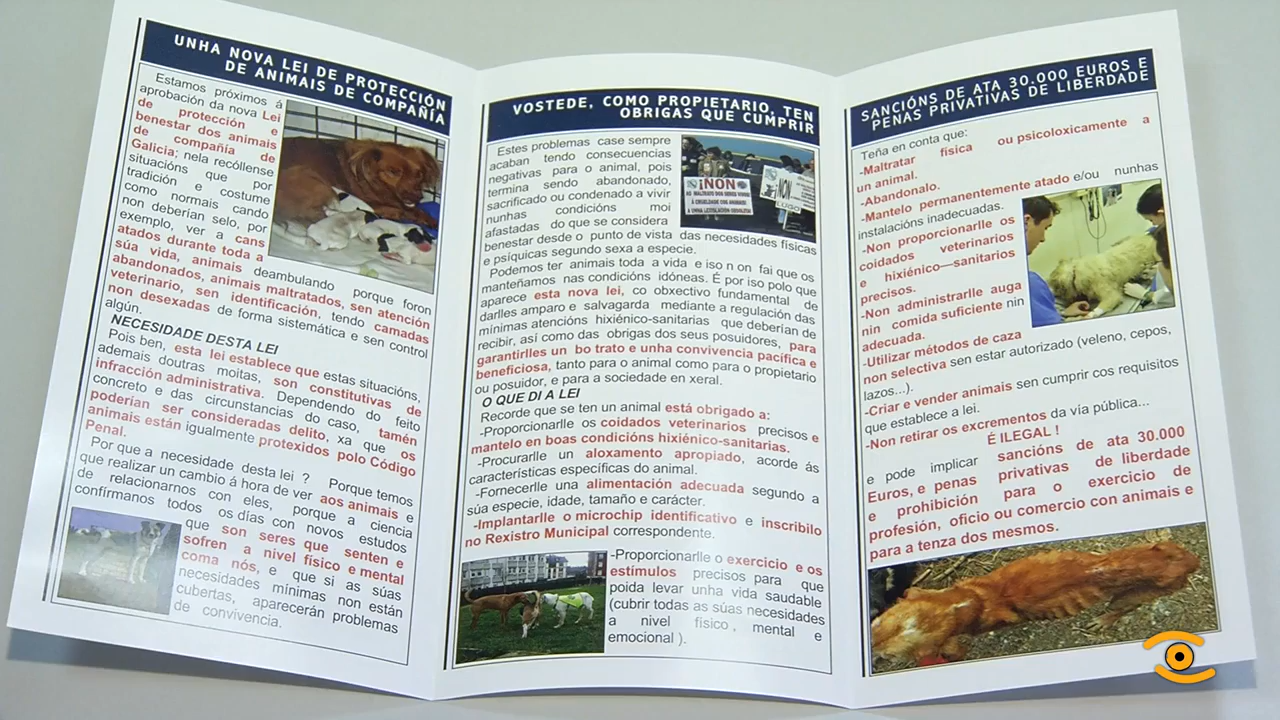 UNHA NOVA LEI DE PROTECCIÓN
DE ANIMAIS DE COMPAÑÍA
Estamos próximos á
aprobación da nova Lei
de protección e
benestar dos animais
de compañía de
Galicia; nela recóllense
situacións que por
tradición e costume
como normais cando
non deberían selo, por
exemplo, ver a cans
atados durante toda a
súa vida, animais deambulando porque foron
abandonados, animais maltratados, sen atención
veterinario, sen identificación, tendo camadas
non desexadas de forma sistemática e sen control
algún.
NECESIDADE DESTA LEI
Pois ben, esta lei establece que estas situacións,
ademais doutras moitas, son constitutivas de
infracción administrativa. Dependendo do feito
concreto e das circunstancias do caso, tamén
poderían ser consideradas delito, xa que os
animais están igualmente protexidos polo Código
Penal.
Por que a necesidade desta lei ? Porque temos
que realizar un cambio á hora de ver aos animais e
de relacionarnos con eles, porque a ciencia
confirmanos todos os días con novos estudos
que son seres que senten e
sofren a nivel físico e mental
coma nós, e que si as súas
necesidades mínimas non están
cubertas, aparecerán problemas
de convivencia.
VOSTEDE, COMO PROPIETARIO, TEN
OBRIGAS QUE CUMPRIR
Estes problemas case sempre
acaban tendo consecuencias
negativas para o animal, pois
termina sendo abandonado,
sacrificado ou condenado a vivir
nunhas condicións moi
afastadas do que se considera
benestar desde o punto de vista das necesidades físicas
e psíquicas segundo sexa a especie.
Podemos ter animais toda a vida e iso n on fai que os
manteñamos nas condicións idóneas. É por iso polo que
aparece esta nova lei, co obxectivo fundamental de
darlles amparo e salvagarda mediante a regulación das
mínimas atencións hixiénico-sanitarias que deberían de
recibir, así como das obrigas dos seus posuidores, para
garantirlles un bo trato e unha convivencia pacífica e
beneficiosa, tanto para o animal como para o propietario
ou posuidor, e para a sociedade en xeral.
O QUE DI A LEI
Recorde que se ten un animal está obrigado a:
-Proporcionarlle os coidados veterinarios precisos e
mantelo en boas condicións hixiénico-sanitarias.
-Procurarlle un aloxamento apropiado, acorde ás
características específicas do animal.
-Fornecerlle una alimentación adecuada segundo a
súa especie, idade, tamaño e carácter,
-Implantarlle o microchip identificativo e inscribilo
no Rexistro Municipal correspondente.
-Proporcionarlle o exercicio e os
estímulos precisos para que
poida levar unha vida saudable
(cubrir todas as súas necesidades
a nivel físico , mental e
emocional ).
¡NON
NON
SANCIÓNS DE ATA 30.000 EUROS E
PENAS PRIVATIVAS DE LIBERDADE
Teña en conta que:
-Maltratar física ou psicoloxicamente a
un animal.
-Abandonalo.
-Mantelo permanentemente atado e/ou nunhas
instalacións inadecuadas.
-Non proporcionarlle os
coidados veterinarios
e hixiénico—sanitarios
precisos.
-Non administrarlle auga
nin comida suficiente nin
adecuada.
-Utilizar métodos de caza
non selectiva sen estar autorizado (veleno, cepos,
lazos...).
-Criar e vender animais sen cumprir cos requisitos
que establece a lei.
-Non retirar os excrementos da via pública...
É ILEGAL !
e pode implicar sancións de ata 30.000
Euros, e penas privativas de liberdade
e prohibición para o exercicio de
profesión, oficio ou comercio con animais e
para a tenza dos mesmos.